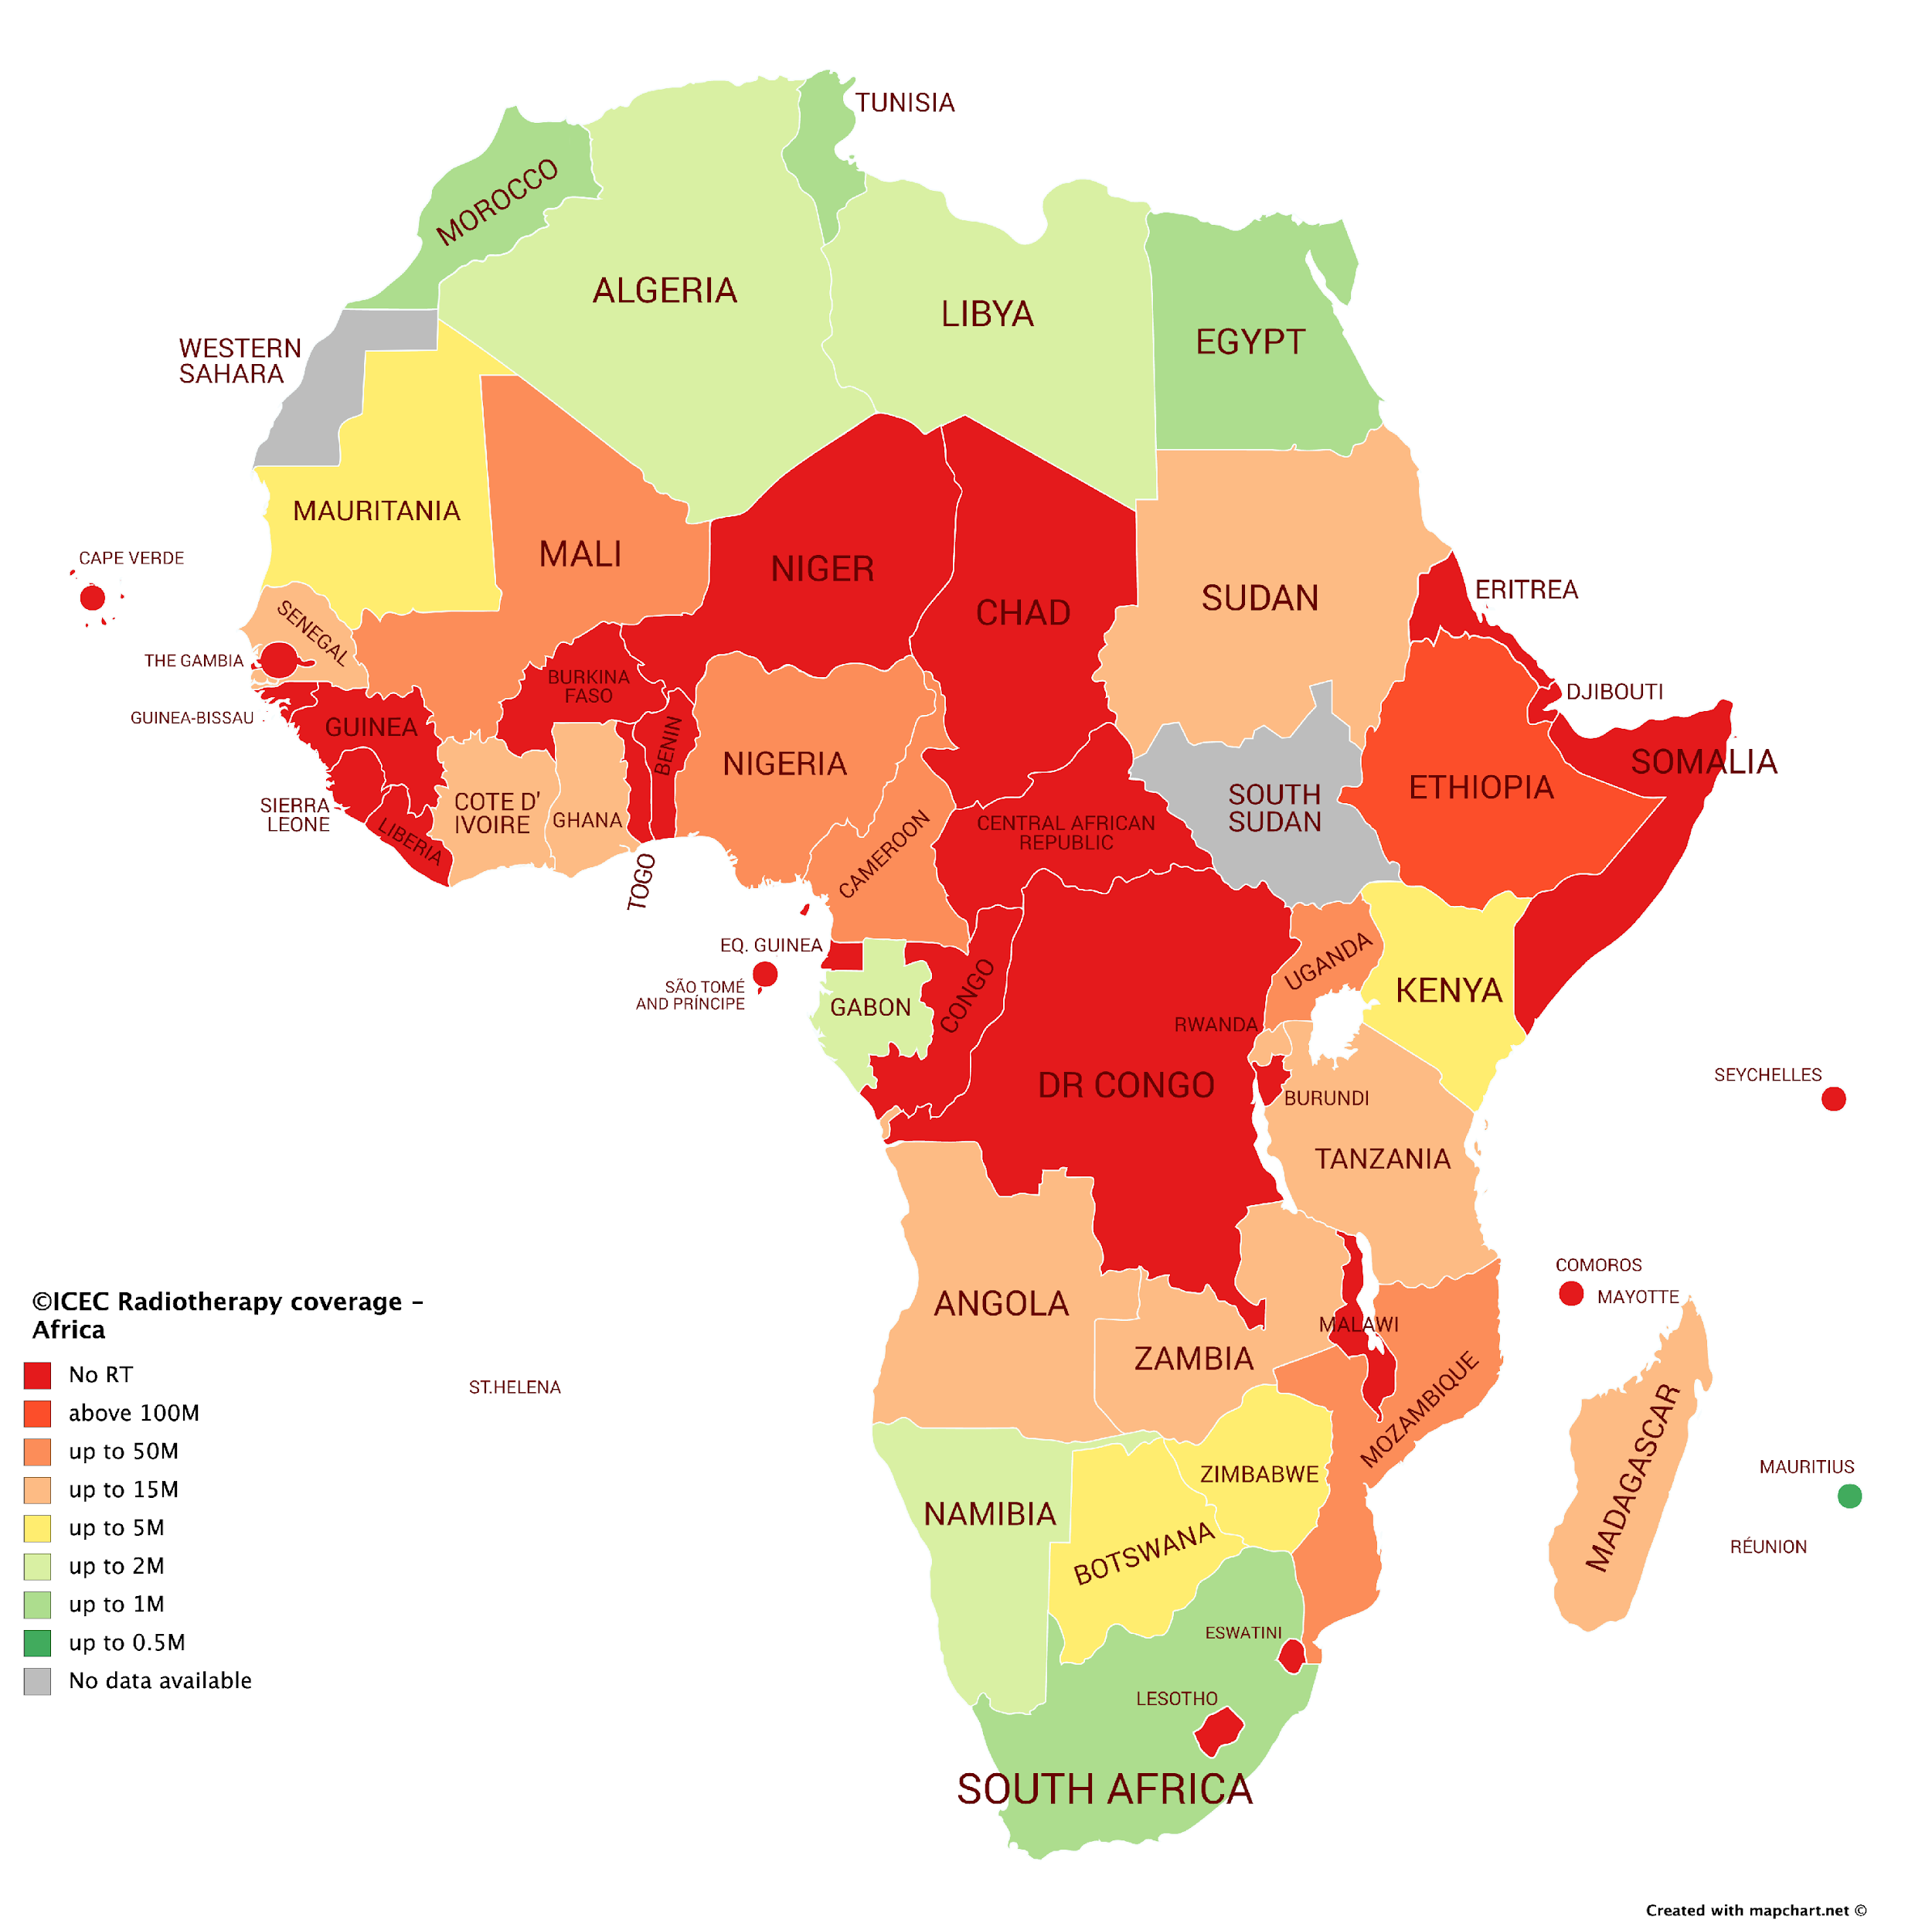 TUNISIA
MOROCCO
ALGERIA
LIBYA
EGYPT
WESTERN
SAHARA
MAURITANIA
MALI
NIGER
CHAD
SUDAN
ERITREA
CAPE VERDE
SENEGAL
THE GAMBIA
GUINEA-BISSAU
GUINEA
BURKINA
FASO
BENIN
NIGERIA
DJIBOUTI
SOMALIA
ETHIOPIA
SOUTH
SUDAN
SIERRA
LEONE
LIBERIA
COTE D'
IVOIRE
GHANA
TOGO
CAMEROON
CENTRAL AFRICAN
REPUBLIC
EQ. GUINEA
SÃO TOMÉ
AND PRÍNCIPE
GABON
CONGO
UGANDA
KENYA
RWANDA
DR CONGO
BURUNDI
SEYCHELLES
TANZANIA
COMOROS
MAYOTTE
ANGOLA
ZAMBIA
MALAWI
MOZAMBIQUE
MADAGASCAR
MAURITIUS
RÉUNION
ST.HELENA
NAMIBIA
ZIMBABWE
BOTSWANA
ESWATINI
LESOTHO
SOUTH AFRICA
©ICEC Radiotherapy coverage –
Africa
No RT
above 100M
up to 50M
up to 15M
up to 5M
up to 2M
up to 1M
up to 0.5M
No data available
Created with mapchart.net ©